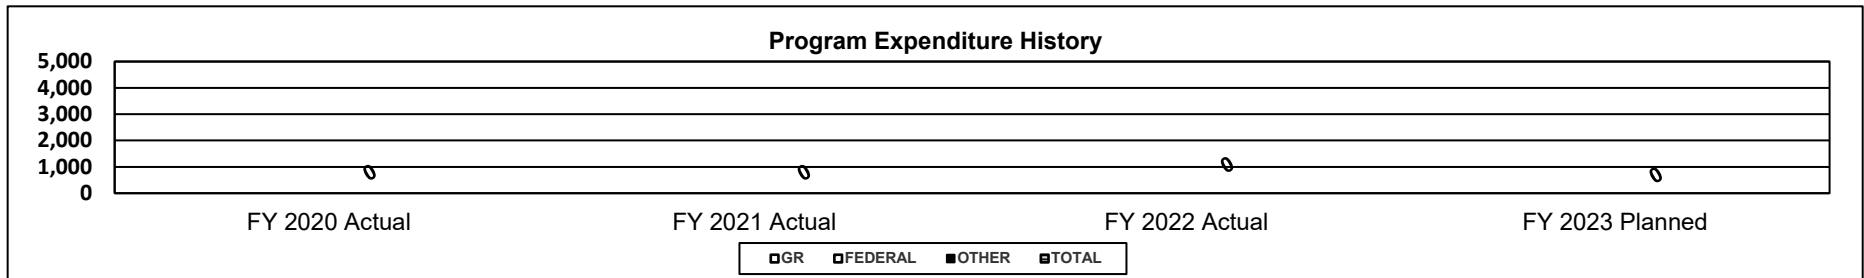 Program Expenditure History
5,000
4,000
3,000
2,000
1,000
0
0 0 0 0
FY 2020 Actual FY 2021 Actual FY 2022 Actual FY 2023 Planned
GR FEDERAL OTHER TOTAL